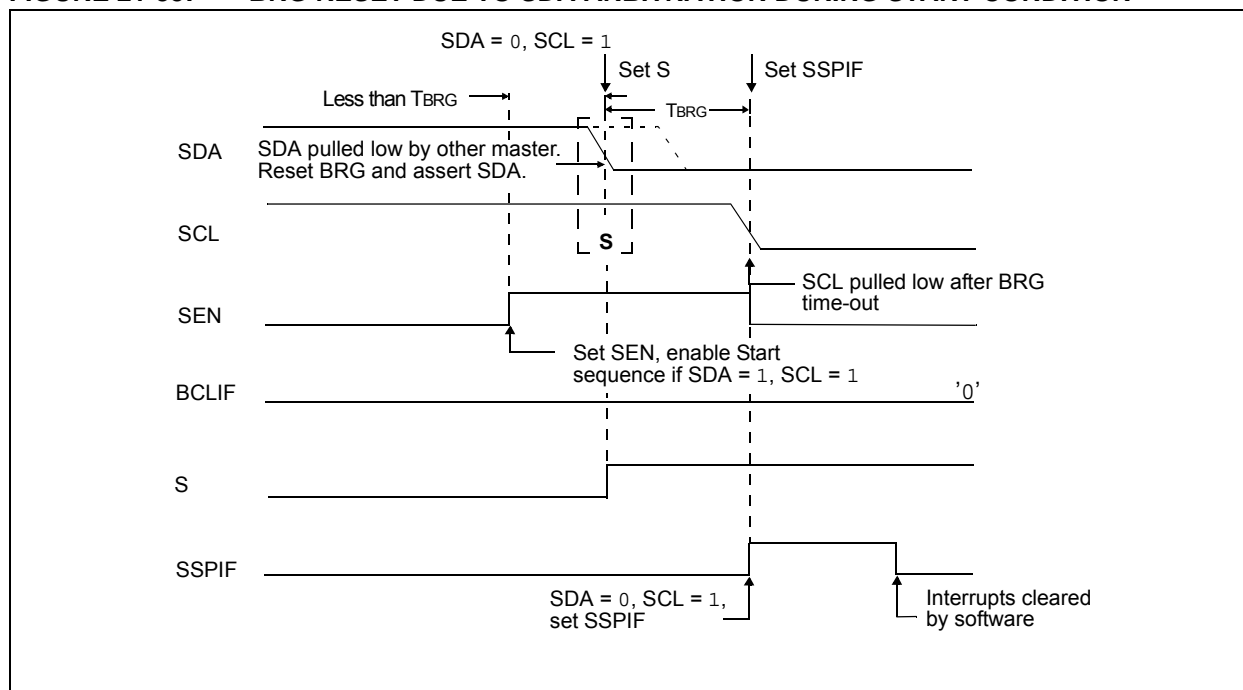 SDA = 0, SCL = 1
Set S
Set SSPIF
Less than TBRG
TBRG
SDA
SDA pulled low by other master.
Reset BRG and assert SDA.
SCL
S
SCL pulled low after BRG
time-out
SEN
Set SEN, enable Start
sequence if SDA = 1, SCL = 1
BCLIF
'0'
S
SSPIF
SDA = 0, SCL = 1,
set SSPIF
Interrupts cleared
by software